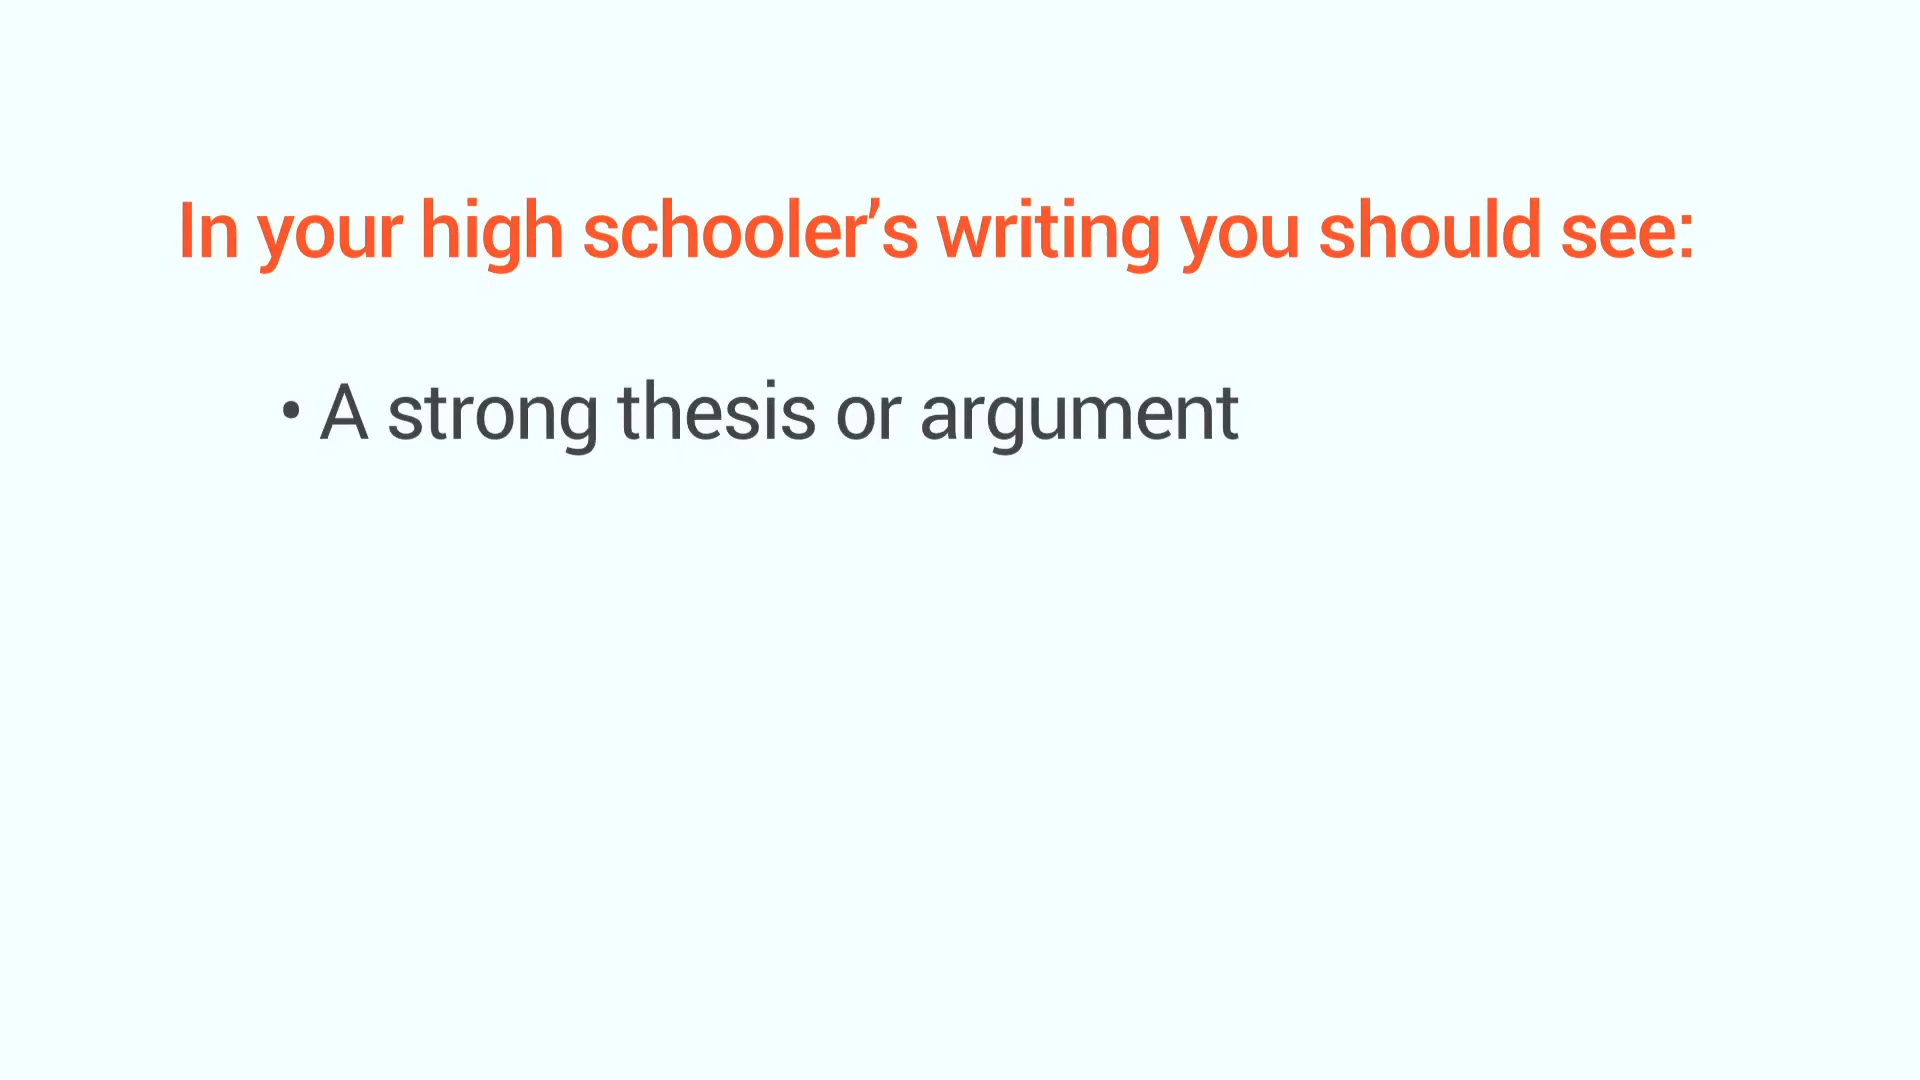 In your high schooler’s writing you should see:
• A strong thesis or argument